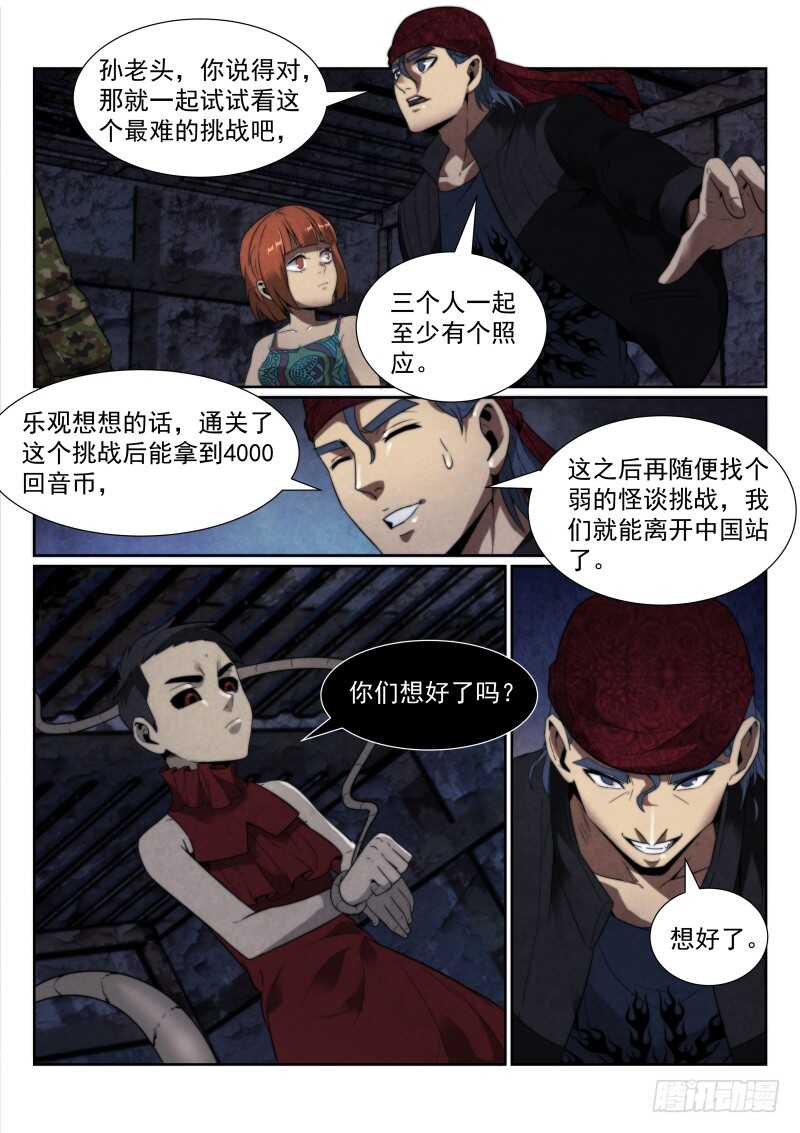 孙老头，你说得对，
那就一起试试看这
个最难的挑战吧，
三个人一起
至少有个照
应。
乐观想想的话，通关了
这个挑战后能拿到4000
回音币，
这之后再随便找个
弱的怪谈挑战，我
们就能离开中国站
了。
你们想好了吗？
想好了。
腾讯动漫